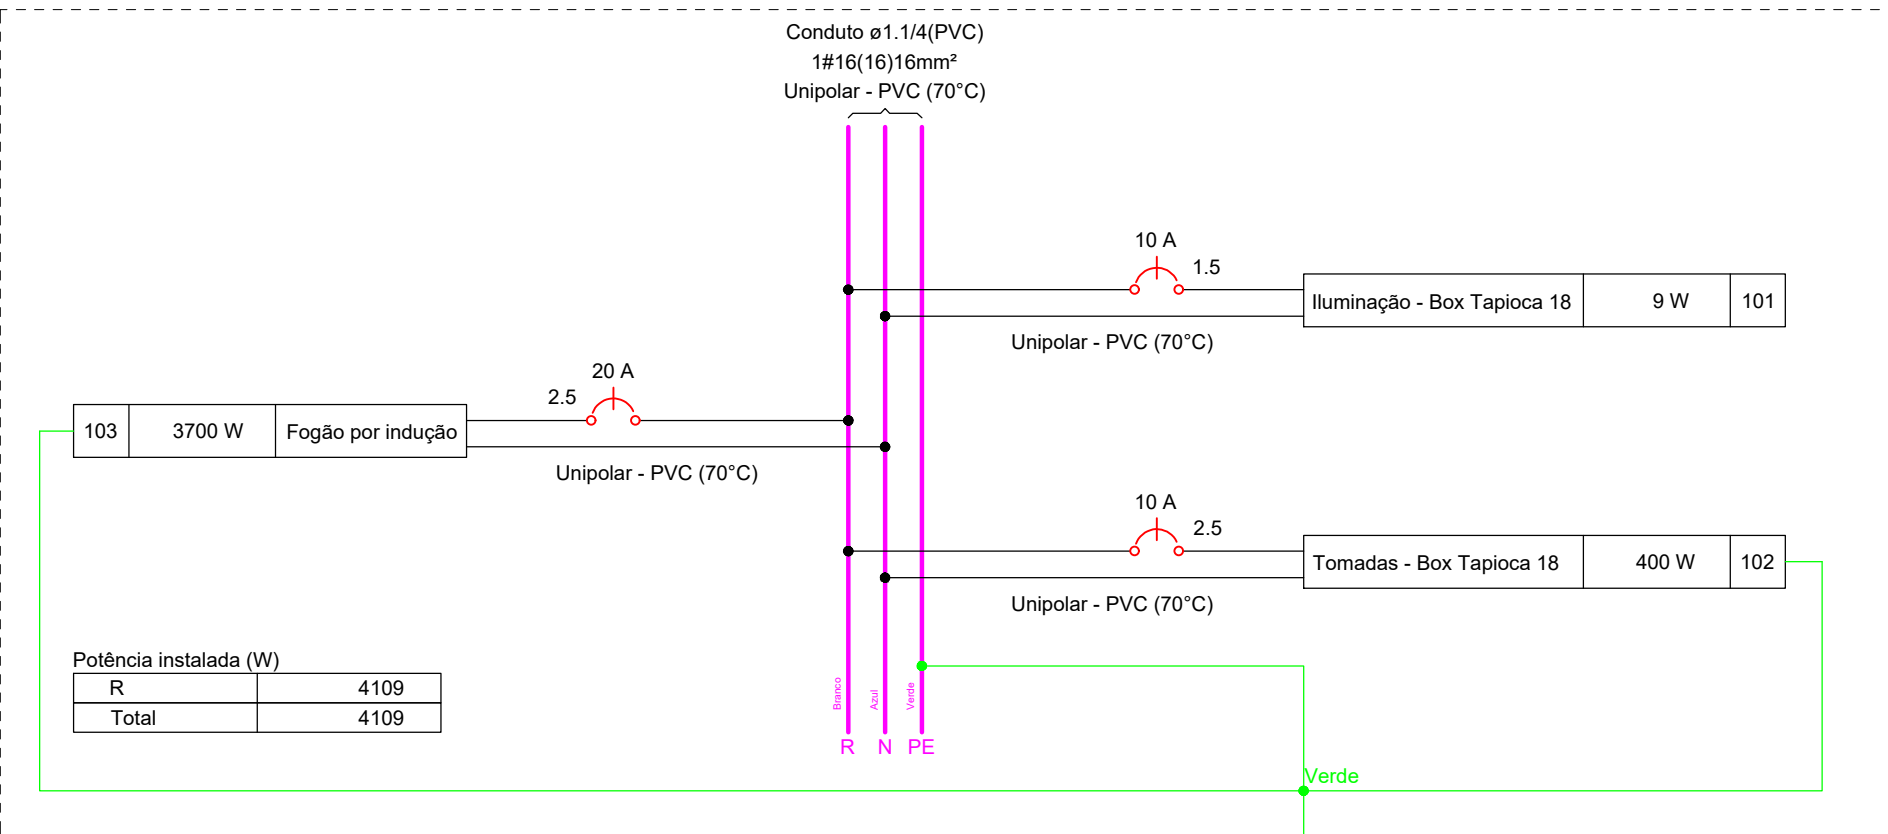 Conduto ø1.1/4(PVC)
1#16(16)16mm²
Unipolar - PVC (70°C)
10 A
1.5
Iluminação - Box Tapioca 18 9 W 101
Unipolar - PVC (70°C)
20 A
2.5
103 3700 W Fogão por indução
Unipolar - PVC (70°C)
10 A
2.5
Tomadas - Box Tapioca 18 400 W 102
Unipolar - PVC (70°C)
Potência instalada (W)
R 4109
Total 4109
Branco
Azul
Verde
R N PE
Verde